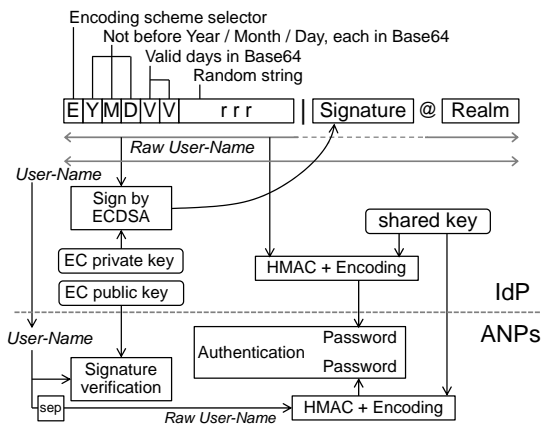 Encoding scheme selector
Not before Year / Month / Day, each in Base64
Valid days in Base64
Random string
E Y M D V V r r r | Signature @ Realm
Raw User-Name
User-Name
Sign by
ECDSA
shared key
EC private key
HMAC + Encoding
EC public key
IdP
ANPs
User-Name
Password
Authentication
Password
Signature
verification
sep
Raw User-Name
HMAC + Encoding